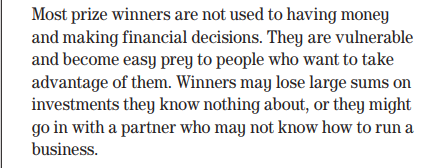 Most prize winners are not used to having money
and making financial decisions. They are vulnerable
and become easy prey to people who want to take
advantage of them. Winners may lose large sums on
investments they know nothing about, or they might
go in with a partner who may not know how to run a
business.